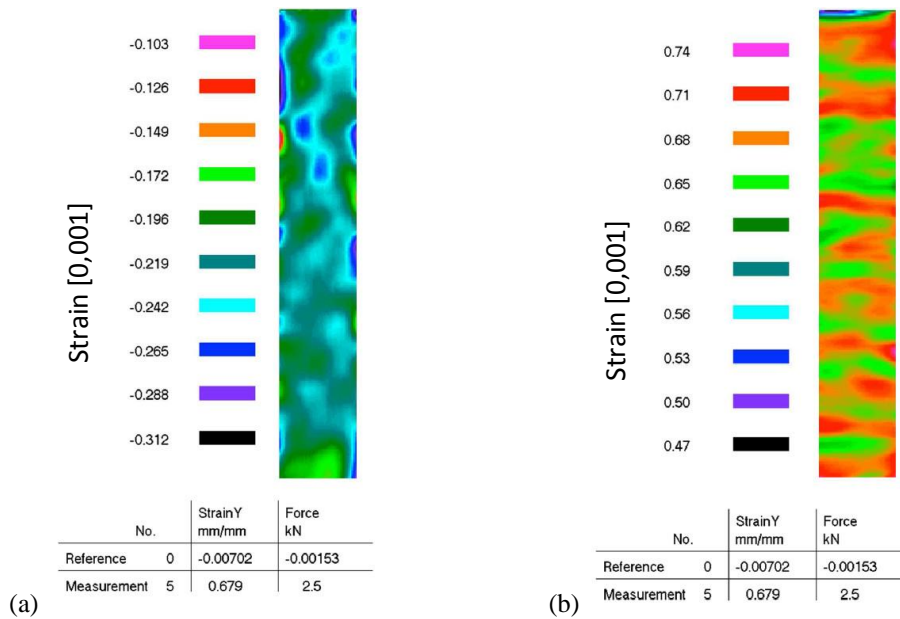 Strain [0,001]
-0.103
-0.126
-0.149
-0.172
-0.196
-0.219
-0.242
-0.265
-0.288
-0.312
No. StrainY mm/mm Force kN
Reference 0 -0.00702 -0.00153
Measurement 5 0.679 2.5
(a)
Strain [0,001]
0.74
0.71
0.68
0.65
0.62
0.59
0.56
0.53
0.50
0.47
No. StrainY mm/mm Force kN
Reference 0 -0.00702 -0.00153
Measurement 5 0.679 2.5
(b)